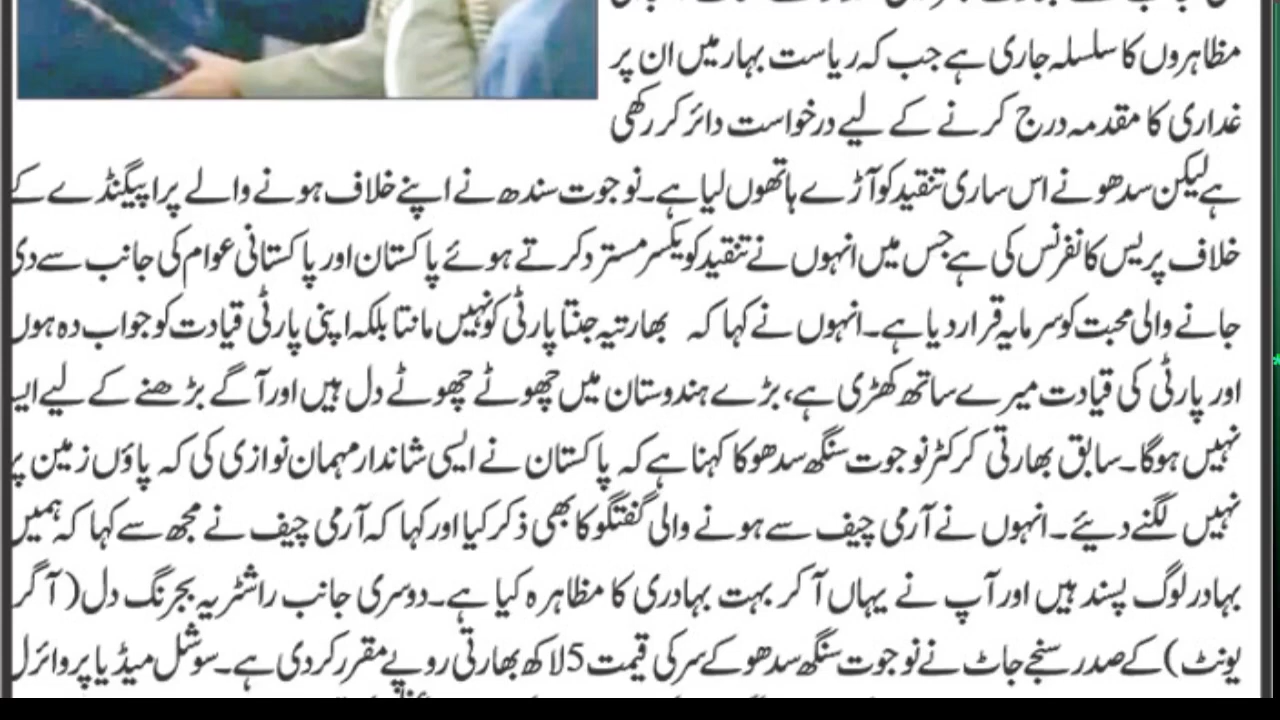 مظاہروں کا سلسلہ جاری ہے جب کہ ریاست بہار میں ان پر
غداری کا مقدمہ درج کرنے کے لیے درخواست دائر کر رکھی
ہے لیکن سدھو نے اس ساری تنقید کو آڑے ہاتھوں لیا ہے۔ نوجوت سندھ نے اپنے خلاف ہونے والے پراپیگنڈے کے
خلاف پریس کانفرنس کی ہے جس میں انہوں نے تنقید کو یکسر مسترد کرتے ہوئے پاکستان اور پاکستانی عوام کی جانب سے دی
جانے والی محبت کو سرمایہ قرار دیا ہے۔ انہوں نے کہا کہ بھارتیہ جنتا پارٹی کو نہیں مانتا بلکہ اپنی پارٹی قیادت کو جواب دہ ہوں
اور پارٹی کی قیادت میرے ساتھ کھڑی ہے، بڑے ہندوستان میں چھوٹے چھوٹے دل ہیں اور آگے بڑھنے کے لیے
نہیں ہوگا۔ سابق بھارتی کرکٹر نوجوت سنگھ سدھو کا کہنا ہے کہ پاکستان نے ایسی شاندار مہمان نوازی کی کہ پاؤں زمین پر
نہیں لگنے دیئے۔ انہوں نے آرمی چیف سے ہونے والی گفتگو کا بھی ذکر کیا اور کہا کہ آرمی چیف نے مجھ سے کہا کہ ہمیں
بہادر لوگ پسند ہیں اور آپ نے یہاں آ کر بہت بہادری کا مظاہرہ کیا ہے۔ دوسری جانب راشٹریہ بجرنگ دل (آگر
یونٹ) کے صدر سنجے جاٹ نے نوجوت سنگھ سدھو کے سر کی قیمت 5 لاکھ بھارتی روپے مقرر کر دی ہے۔ سوشل میڈیا پر وائرل